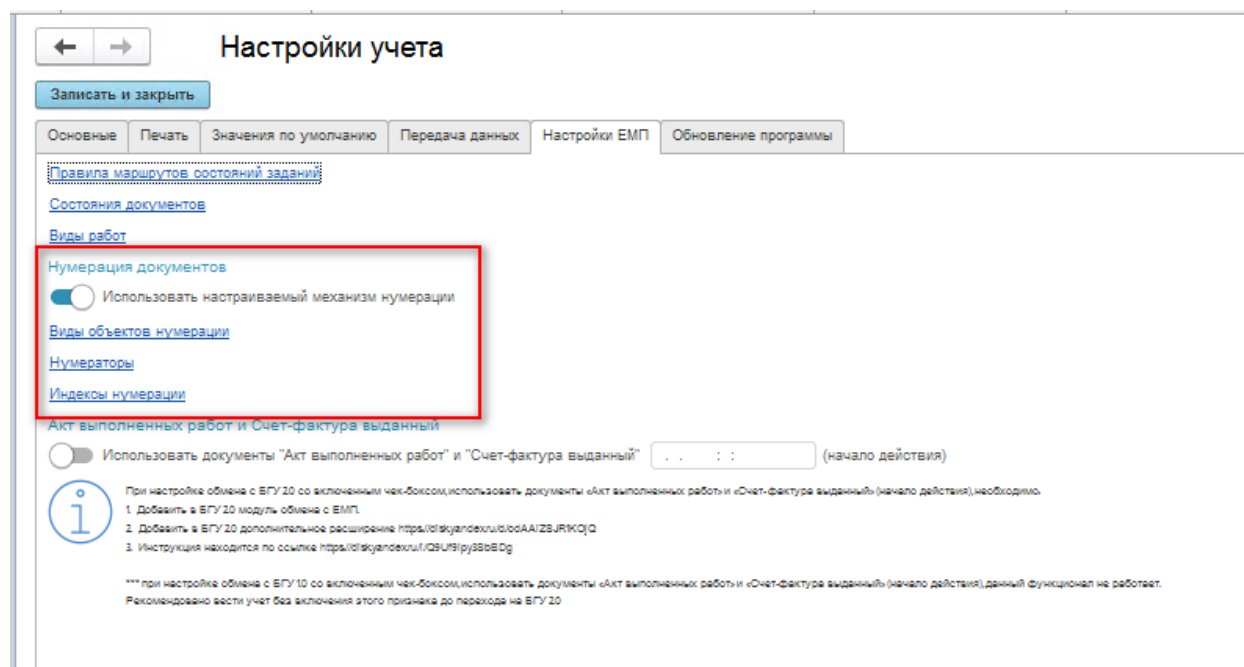 Настройки учета
Записать и закрыть
Основные Печать Значения по умолчанию Передача данных Настройки ЕМП Обновление программы
Правила маршрутов состояний заданий
Состояния документов
Виды работ
Нумерация документов
Использовать настраиваемый механизм нумерации
Виды объектов нумерации
Нумераторы
Индексы нумерации
Акт выполненных работ и Счет-фактура выданный
Использовать документы "Акт выполненных работ" и "Счет-фактура выданный" . . : : (начало действия)
При настройке обмена с БГУ 2.0 со включенным чек-боксом, использовать документы «Акт выполненных работ» и «Счет-фактура выданный» (начало действия), необходимо.
1. Добавить в БГУ 2.0 модуль обмена с ЕМП.
2. Добавить в БГУ 2.0 дополнительное расширение
3. Инструкция находится по ссылке
*** при настройке обмена с БГУ 1.0 со включенным чек-боксом, использовать документы «Акт выполненных работ» и «Счет-фактура выданный» (начало действия), данный функционал не работает.
Рекомендовано вести учет без включения этого признака до перехода на БГУ 2.0